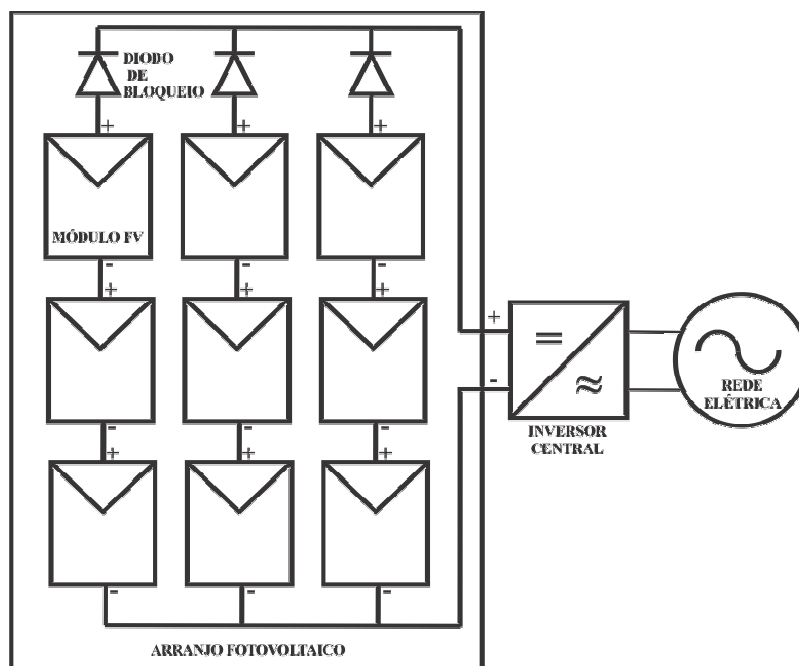 DIODO
DE
BLOQUEIO
+
+
+
MÓDULO FV
-
-
-
+
+
+
-
-
-
+
+
+
-
-
-
+
-
=
≈
INVERSOR
CENTRAL
REDE
ELÉTRICA
ARRANJO FOTOVOLTAICO